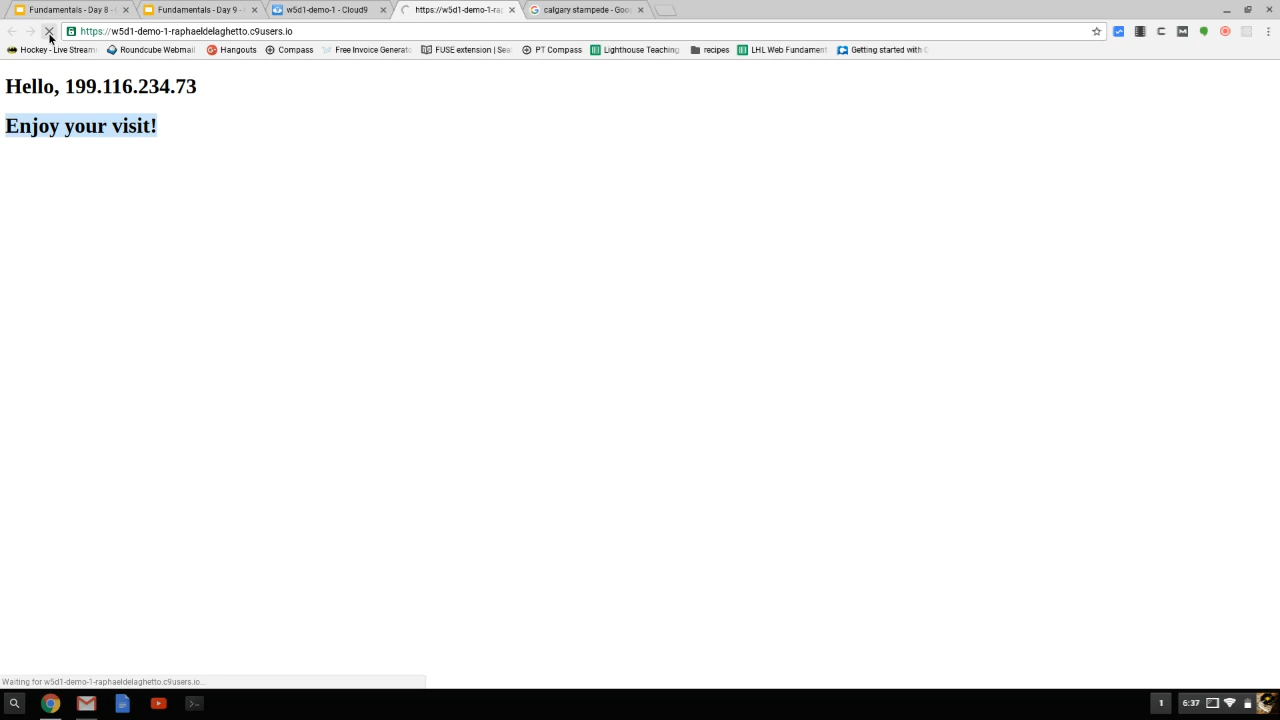 Fundamentals - Day 8 -
Fundamentals - Day 9 -
w5d1-demo-1 - Cloud9
https://w5d1-demo-1-ra
calgary stampede - Goo
https://w5d1-demo-1-raphaeldelaghetto.c9users.io
Hockey - Live Stream
Roundcube Webmail
Hangouts
Compass
Free Invoice Generato
FUSE extension | Sea
PT Compass
Lighthouse Teaching
recipes
LHL Web Fundament
Getting started with
Hello, 199.116.234.73
Enjoy your visit!
Waiting for w5d1-demo-1-raphaeldelaghetto.c9users.io...
1
6:37